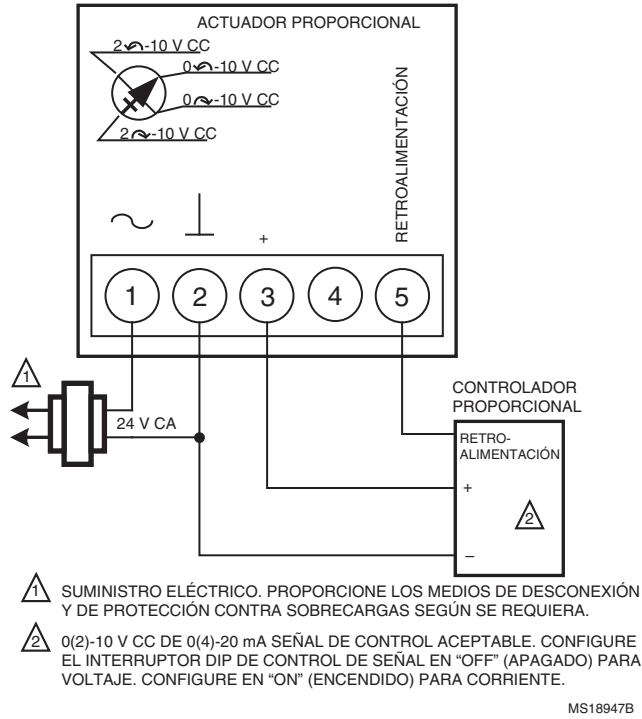 ACTUADOR PROPORCIONAL
2 -10 V CC
0 -10 V CC
0 -10 V CC
2 -10 V CC
RETROALIMENTACIÓN
+
1 2 3 4 5
1
24 V CA
CONTROLADOR
PROPORCIONAL
RETRO-
ALIMENTACIÓN
+
2
–
1 SUMINISTRO ELÉCTRICO. PROPORCIONE LOS MEDIOS DE DESCONEXIÓN
Y DE PROTECCIÓN CONTRA SOBRECARGAS SEGÚN SE REQUIERA.
2 0(2)-10 V CC DE 0(4)-20 mA SEÑAL DE CONTROL ACEPTABLE. CONFIGURE
EL INTERRUPTOR DIP DE CONTROL DE SEÑAL EN “OFF” (APAGADO) PARA
VOLTAJE. CONFIGURE EN “ON” (ENCENDIDO) PARA CORRIENTE.
MS18947B